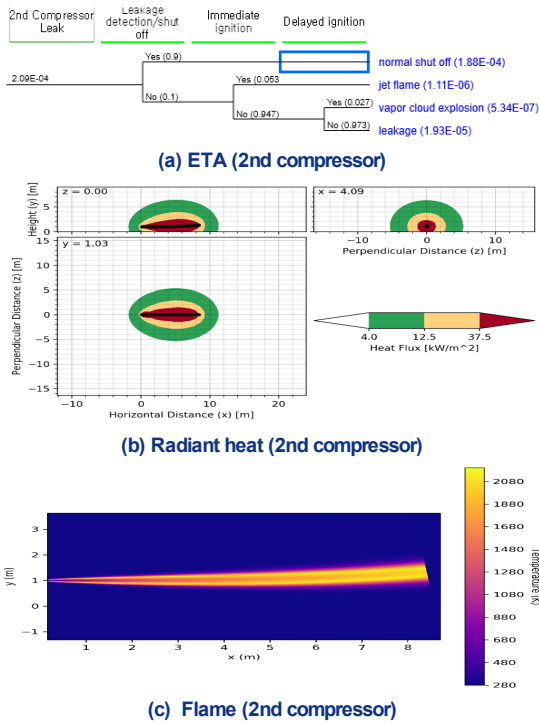 2nd Compressor Leak
Leakage detection/shut off
Immediate ignition
Delayed ignition
Yes (0.9)
normal shut off (1.88E-04)
2.09E-04
Yes (0.053
jet flame (1.11E-06)
No (0.1)
Yes (0.027)
vapor cloud explosion (5.34E-07)
No (0.947)
No (0.973)
leakage (1.93E-05)
(a) ETA (2nd compressor)
z = 0.00
Height (y) [m]
5
0
x = 4.09
−10
0
10
Perpendicular Distance (z) [m]
y = 1.03
Perpendicular Distance (z) [m]
15
10
5
0
−5
−10
−15
−10
0
10
20
Horizontal Distance (x) [m]
4.0
12.5
37.5
Heat Flux [kW/m^2]
(b) Radiant heat (2nd compressor)
y (m)
3
2
1
0
−1
1
2
3
4
5
6
7
8
x (m)
2080
1880
1680
1480
1280
1080
880
680
480
280
Temperature (K)
(c) Flame (2nd compressor)